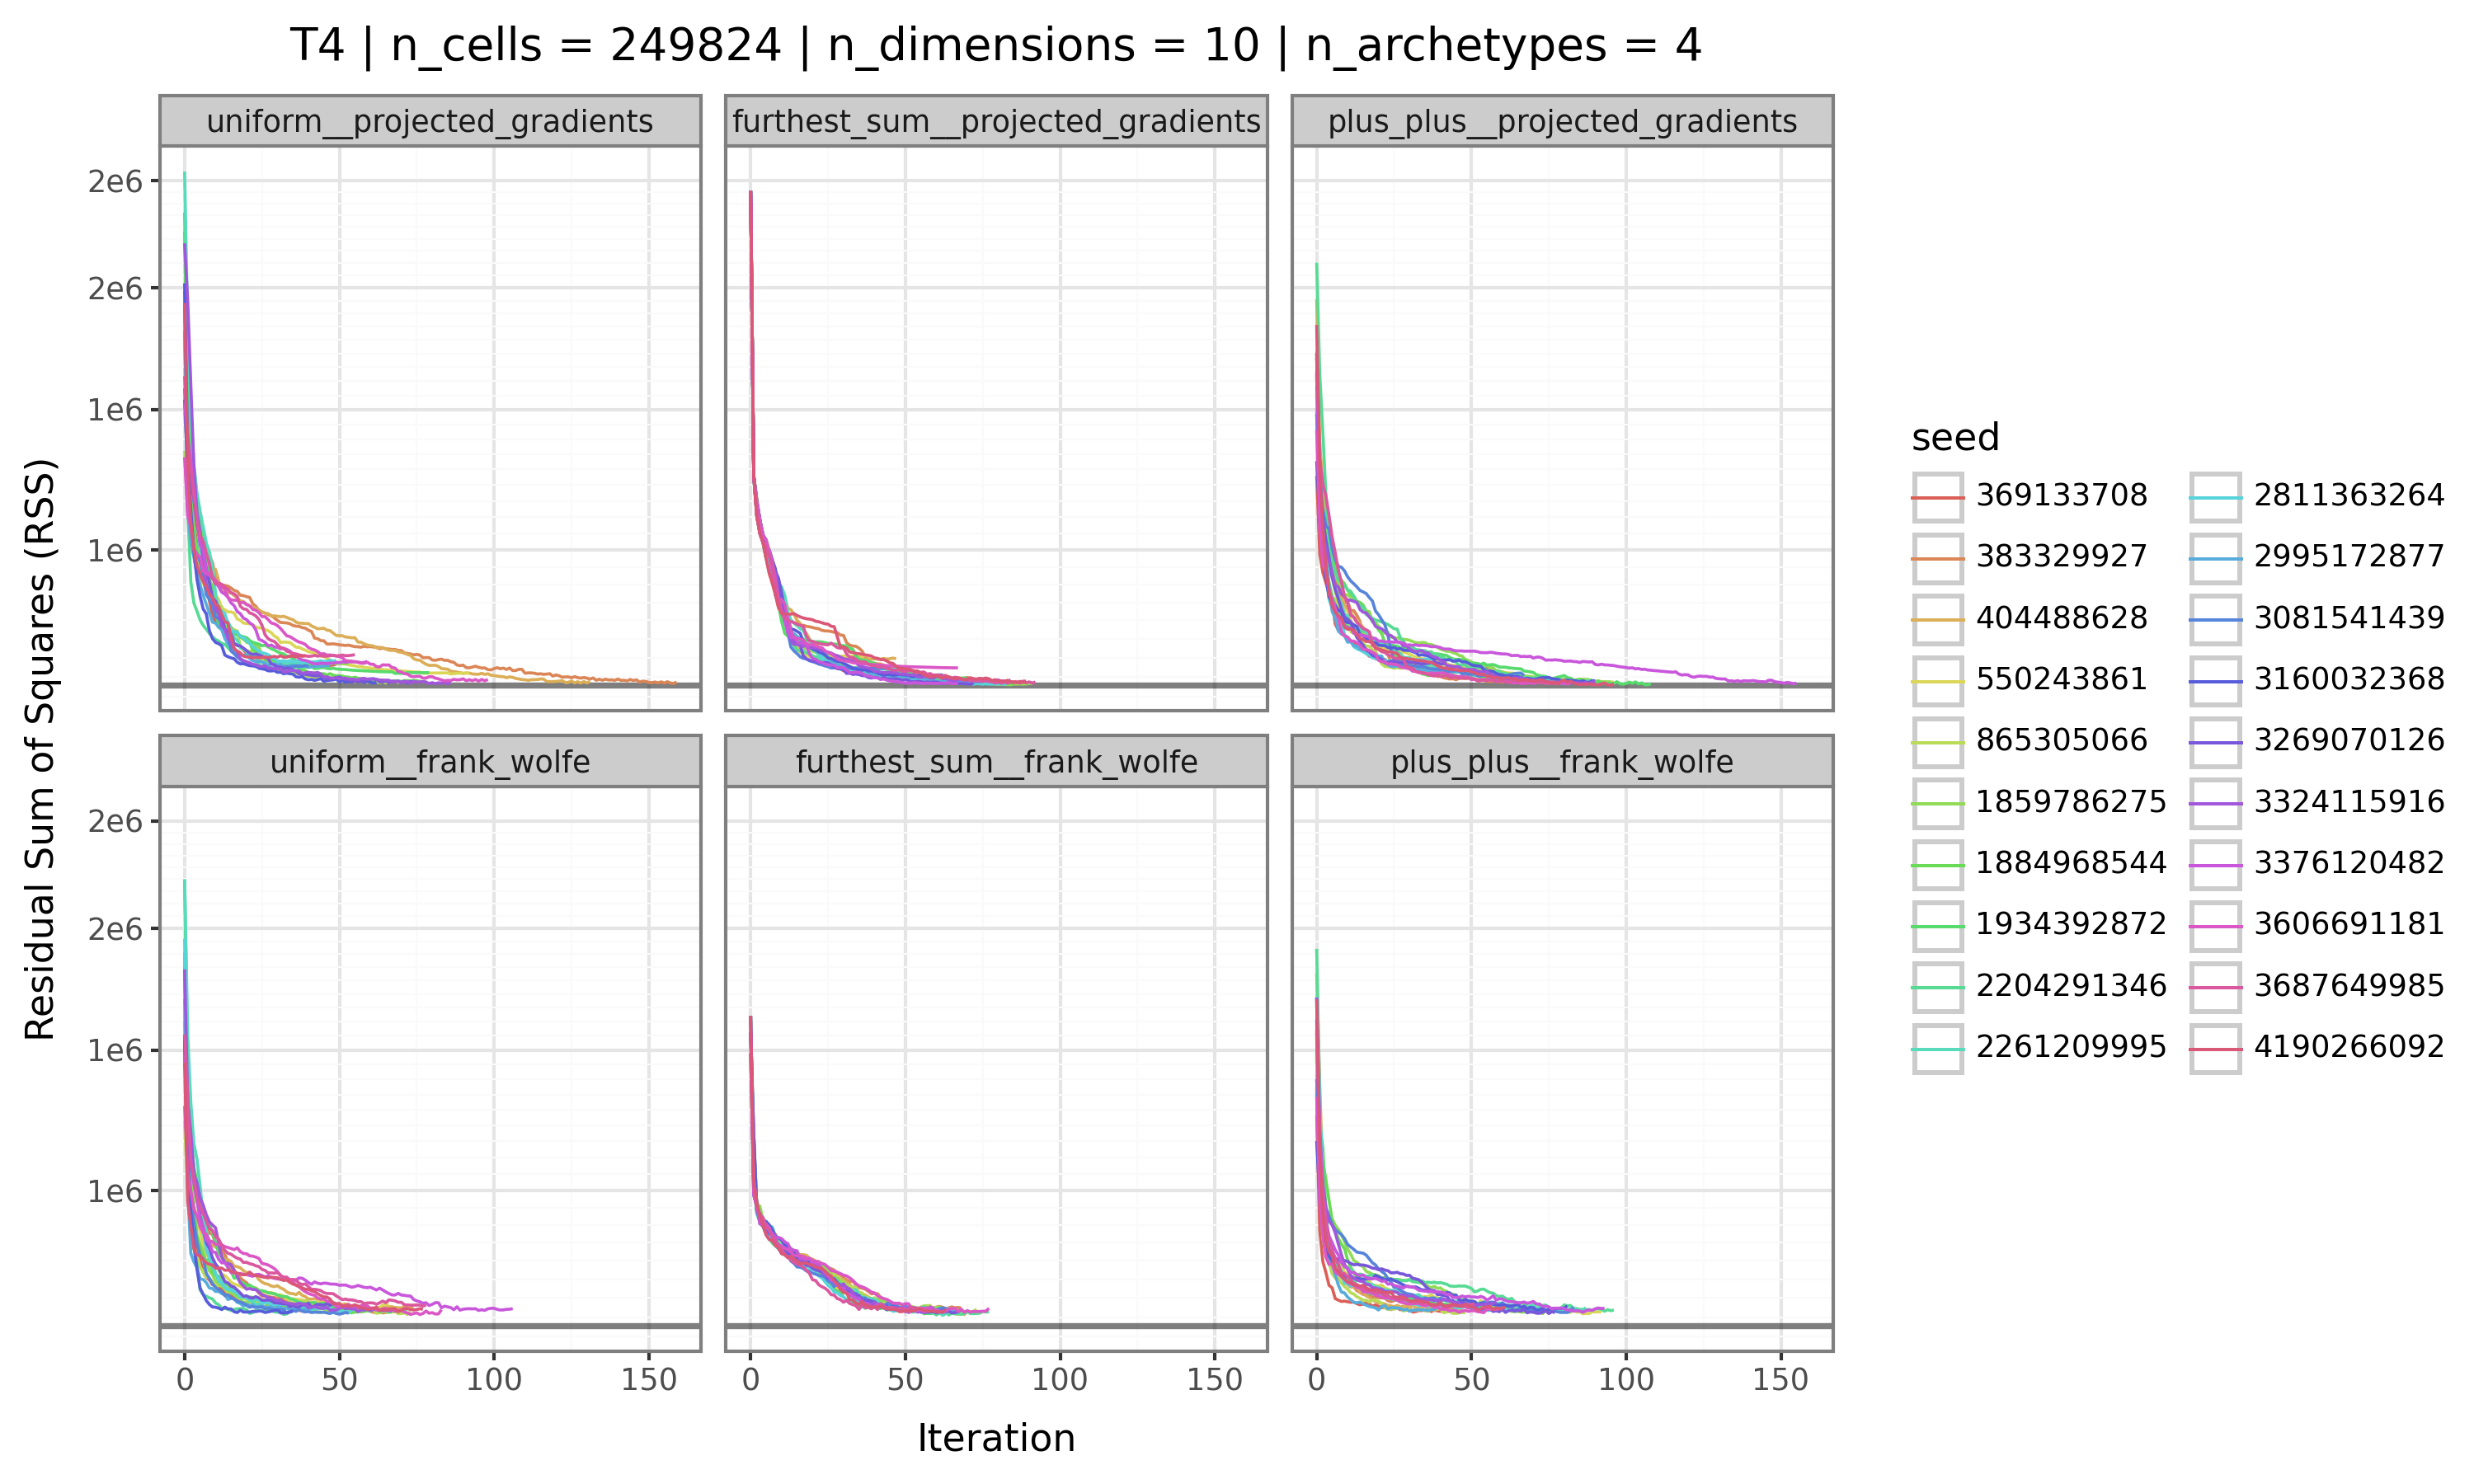 T4 | n_cells = 249824 | n_dimensions = 10 | n_archetypes = 4
uniform__projected_gradients
furthest_sum__projected_gradients
plus_plus__projected_gradients
2e6
2e6
1e6
1e6
uniform__frank_wolfe
furthest_sum__frank_wolfe
plus_plus__frank_wolfe
2e6
2e6
1e6
1e6
0 50 100 150
0 50 100 150
0 50 100 150
Iteration
Residual Sum of Squares (RSS)
seed
369133708
383329927
404488628
550243861
865305066
1859786275
1884968544
1934392872
2204291346
2261209995
2811363264
2995172877
3081541439
3160032368
3269070126
3324115916
3376120482
3606691181
3687649985
4190266092